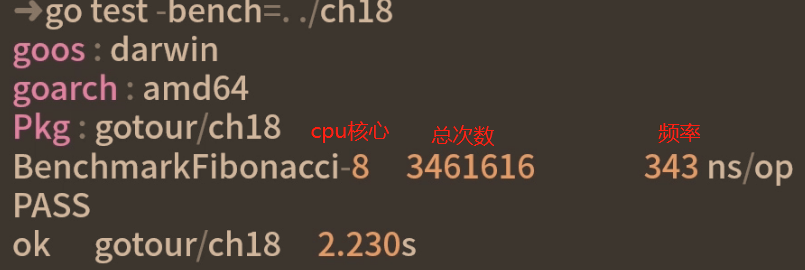 ➜go test -bench=. ./ch18
goos : darwin
goarch : amd64
Pkg : gotour/ch18
cpu核心 总次数 频率
BenchmarkFibonacci-8 3461616 343 ns/op
PASS
ok gotour/ch18 2.230s